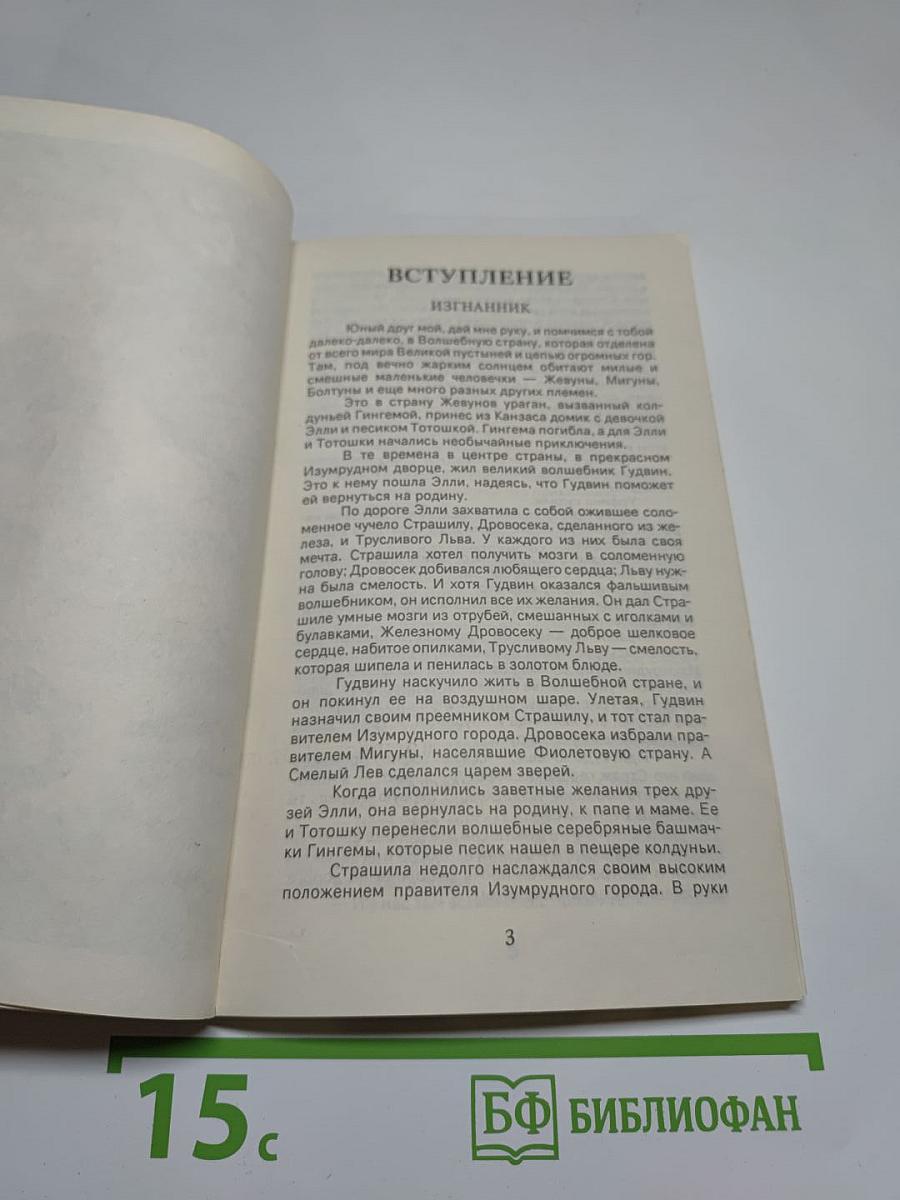 ВСТУПЛЕНИЕ
ИЗГНАННИК
Юный друг мой, дай мне руку, и помчимся с тобой
далеко-далеко, в Волшебную страну, которая отделена
от всего мира Великой пустыней и цепью огромных гор.
Там, под вечно жарким солнцем обитают милые и
смешные маленькие человечки — Жевуны, Мигуны,
Болтуны и еще много разных других племен.
Это в страну Жевунов ураган, вызванный кол-
дуньей Гингемой, принес из Канзаса домик с девочкой
Элли и песиком Тотошкой. Гингема погибла, а для Элли
и Тотошки начались необычайные приключения.
В те времена в центре страны, в прекрасном
Изумрудном дворце, жил великий волшебник Гудвин.
Это к нему пошла Элли, надеясь, что Гудвин поможет
ей вернуться на родину.
По дороге Элли захватила с собой ожившее соло-
менное чучело Страшилу, Дровосека, сделанного из же-
леза, и Трусливого Льва. У каждого из них была своя
мечта. Страшила хотел получить мозги в соломенную
голову; Дровосек добивался любящего сердца; Льву нуж-
на была смелость. И хотя Гудвин оказался фальшивым
волшебником, он исполнил все их желания. Он дал Стра-
шиле умные мозги из отрубей, смешанных с иголками и
булавками, Железному Дровосеку — доброе шелковое
сердце, набитое опилками, Трусливому Льву — смелость,
которая шипела и пенилась в золотом блюде.
Гудвину наскучило жить в Волшебной стране, и
он покинул ее на воздушном шаре. Улетая, Гудвин
назначил своим преемником Страшилу, и тот стал пра-
вителем Изумрудного города. Дровосека избрали пра-
вителем Мигуны, населявшие Фиолетовую страну. А
Смелый Лев сделался царем зверей.
Когда исполнились заветные желания трех дру-
зей Элли, она вернулась на родину, к папе и маме. Ее
и Тотошку перенесли волшебные серебряные башмач-
ки Гингемы, которые песик нашел в пещере колдуньи.
Страшила недолго наслаждался своим высоким
положением правителя Изумрудного города. В руки
3
15 с
БФ БИБЛИОФАН